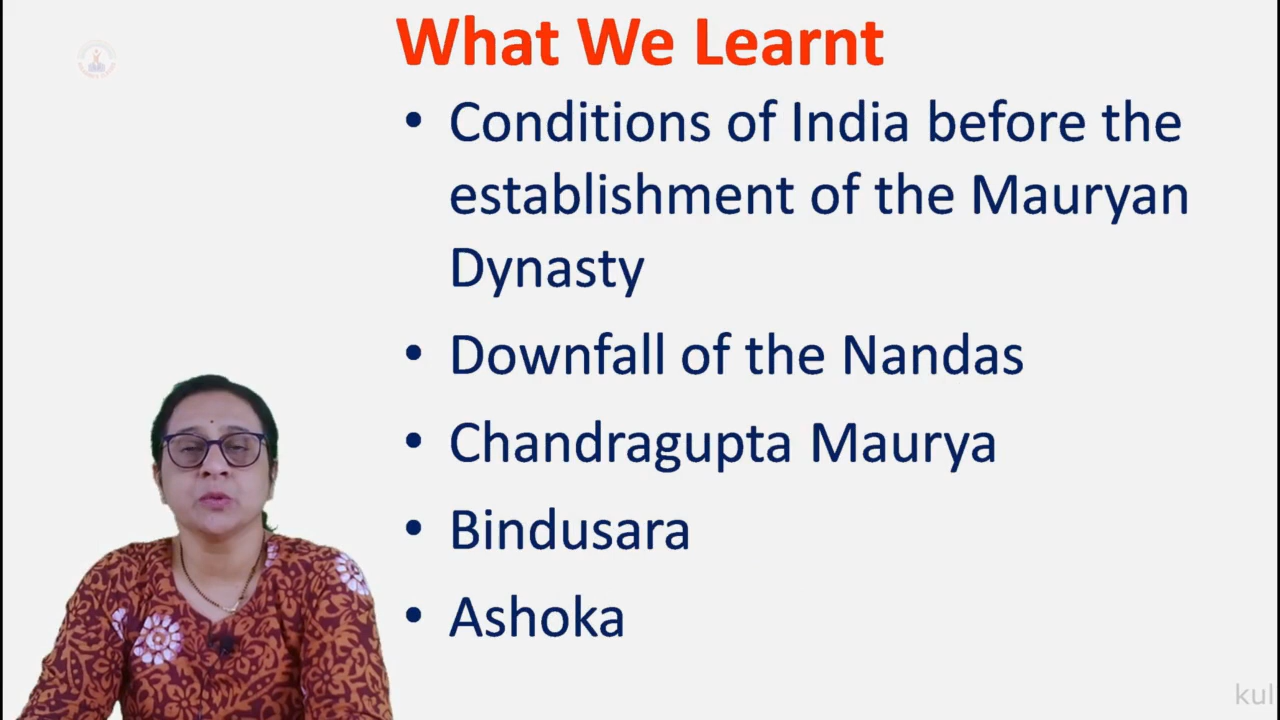 What We Learnt
• Conditions of India before the
establishment of the Mauryan
Dynasty
• Downfall of the Nandas
• Chandragupta Maurya
• Bindusara
• Ashoka
kul